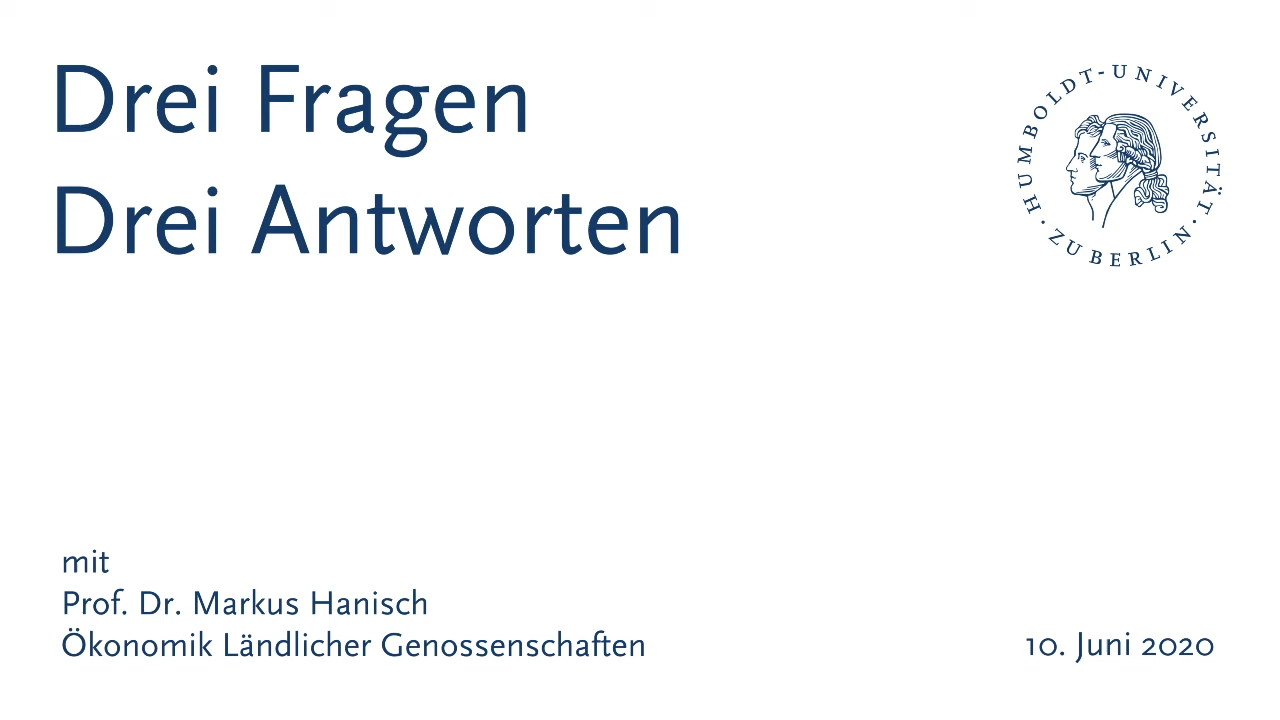 Drei Fragen
Drei Antworten
HUMBOLDT-UNIVERSITÄT · ZU BERLIN ·
mit
Prof. Dr. Markus Hanisch
Ökonomik Ländlicher Genossenschaften
10. Juni 2020